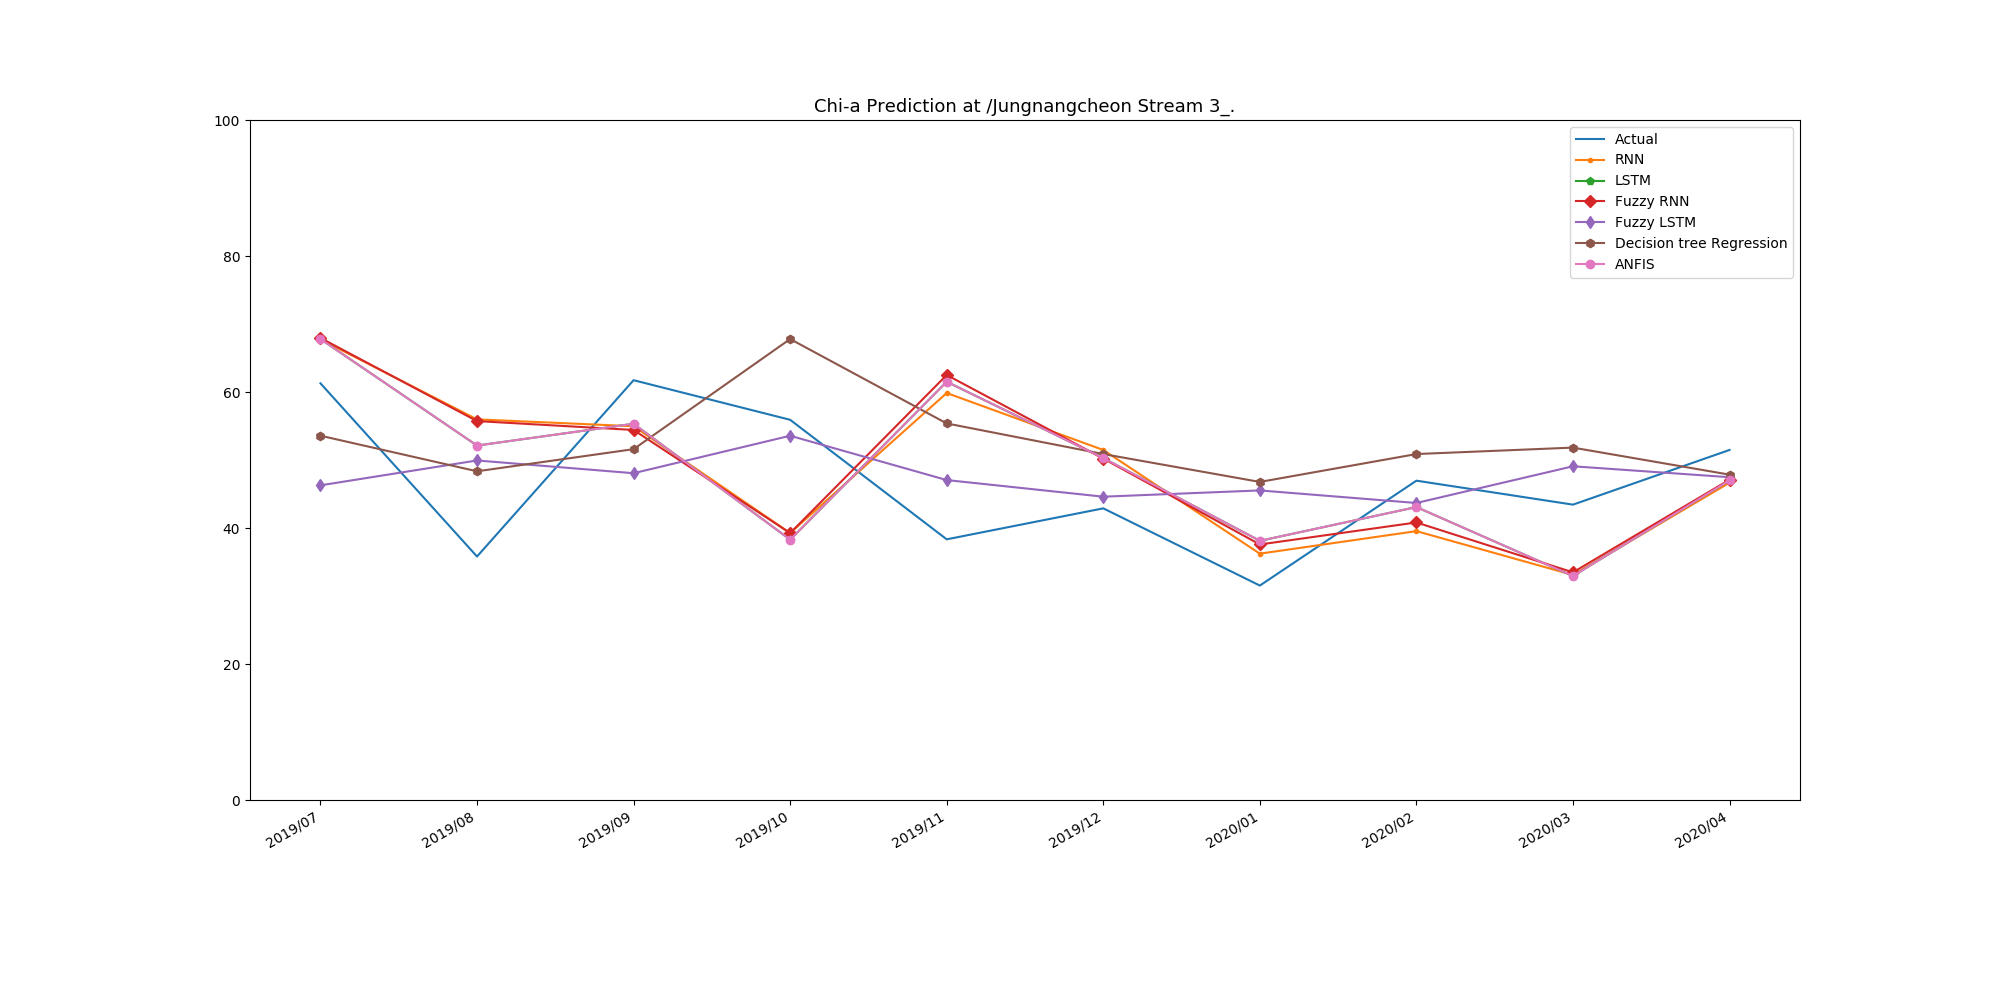 Chi-a Prediction at /Jungnangcheon Stream 3_.
100
80
60
40
20
0
Actual
RNN
LSTM
Fuzzy RNN
Fuzzy LSTM
Decision tree Regression
ANFIS
2019/07
2019/08
2019/09
2019/10
2019/11
2019/12
2020/01
2020/02
2020/03
2020/04